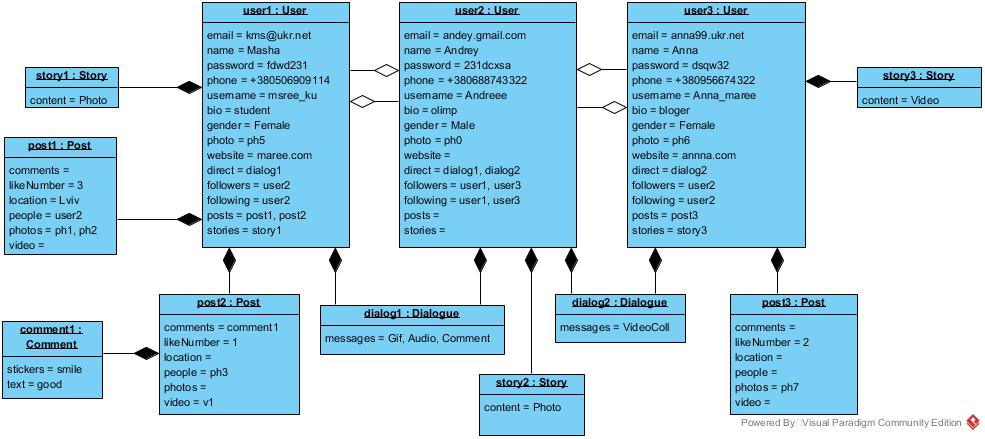 user1 : User
email = kms@ukr.net
name = Masha
password = fdwd231
phone = +380506909114
username = msree_ku
bio = student
gender = Female
photo = ph5
website = maree.com
direct = dialog1
followers = user2
following = user2
posts = post1, post2
stories = story1
user2 : User
email = andey.gmail.com
name = Andrey
password = 231dcxsa
phone = +380688743322
username = Andreee
bio = olimp
gender = Male
photo = ph0
website =
direct = dialog1, dialog2
followers = user1, user3
following = user1, user3
posts =
stories =
user3 : User
email = anna99.ukr.net
name = Anna
password = dsqw32
phone = +380956674322
username = Anna_maree
bio = bloger
gender = Female
photo = ph6
website = annna.com
direct = dialog2
followers = user2
following = user2
posts = post3
stories = story3
story1 : Story
content = Photo
story3 : Story
content = Video
post1 : Post
comments =
likeNumber = 3
location = Lviv
people = user2
photos = ph1, ph2
video =
post2 : Post
comments = comment1
likeNumber = 1
location =
people = ph3
photos =
video = v1
dialog1 : Dialogue
messages = Gif, Audio, Comment
dialog2 : Dialogue
messages = VideoColl
post3 : Post
comments =
likeNumber = 2
location =
people =
photos = ph7
video =
comment1 :
Comment
stickers = smile
text = good
story2 : Story
content = Photo
Powered By Visual Paradigm Community Edition